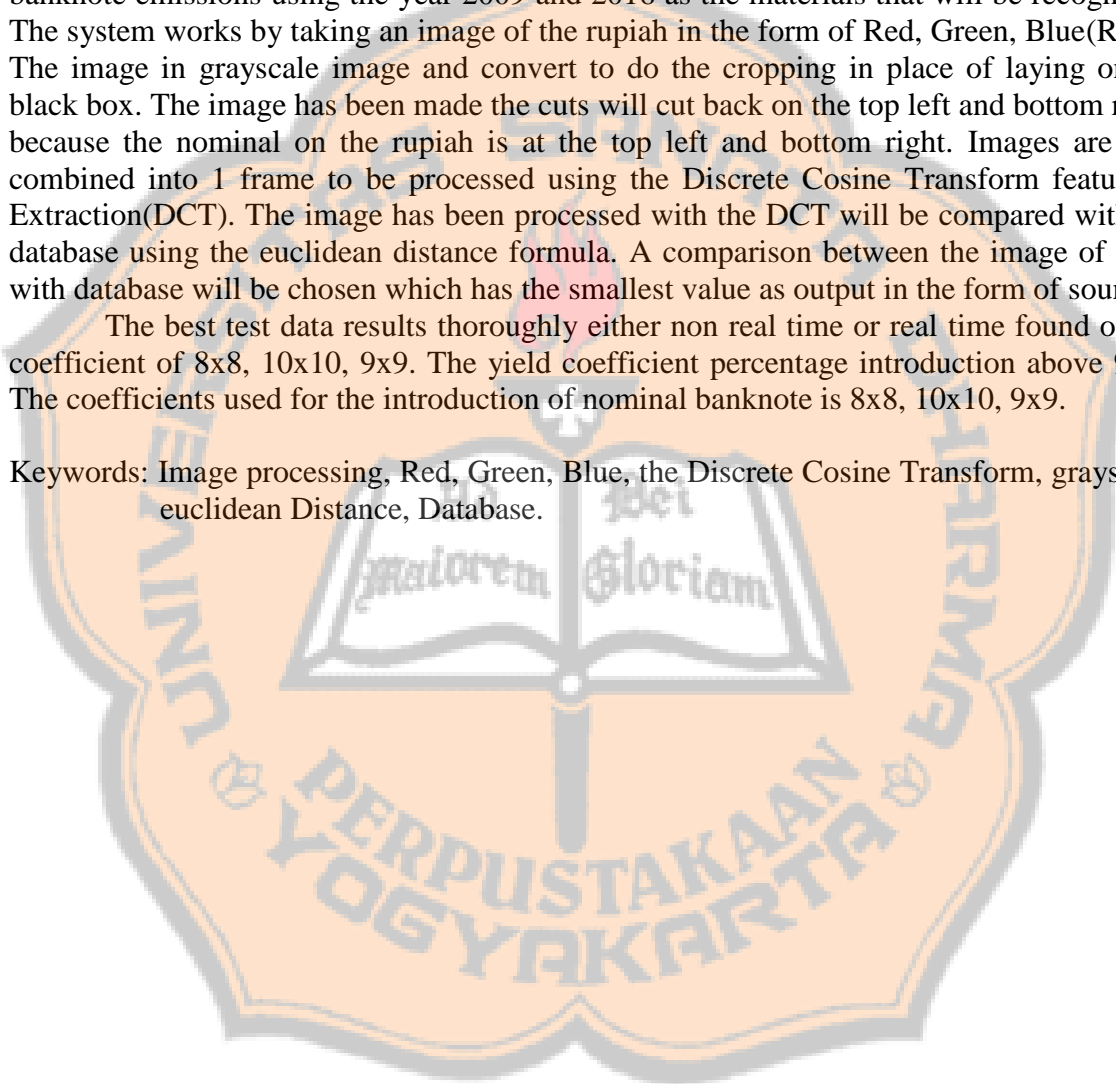 banknote emissions using the year 2009 and 2016 as the materials that will be
The system works by taking an image of the rupiah in the form of Red, Green, Blue(R
The image in grayscale image and convert to do the cropping in place of laying
black box. The image has been made the cuts will cut back on the top left and bottom
because the nominal on the rupiah is at the top left and bottom right. Images are
combined into 1 frame to be processed using the Discrete Cosine Transform
Extraction(DCT). The image has been processed with the DCT will be compared with
database using the euclidean distance formula. A comparison between the image of
with database will be chosen which has the smallest value as output in the form of
The best test data results thoroughly either non real time or real time found
coefficient of 8x8, 10x10, 9x9. The yield coefficient percentage introduction above
The coefficients used for the introduction of nominal banknote is 8x8, 10x10, 9x9.
Keywords: Image processing, Red, Green, Blue, the Discrete Cosine Transform,
euclidean Distance, Database.
UNIVERSITAS SANATA DHARMA
Ad Dei
Maiorem Gloriam
PERPUSTAKAAN
YOGYAKARTA